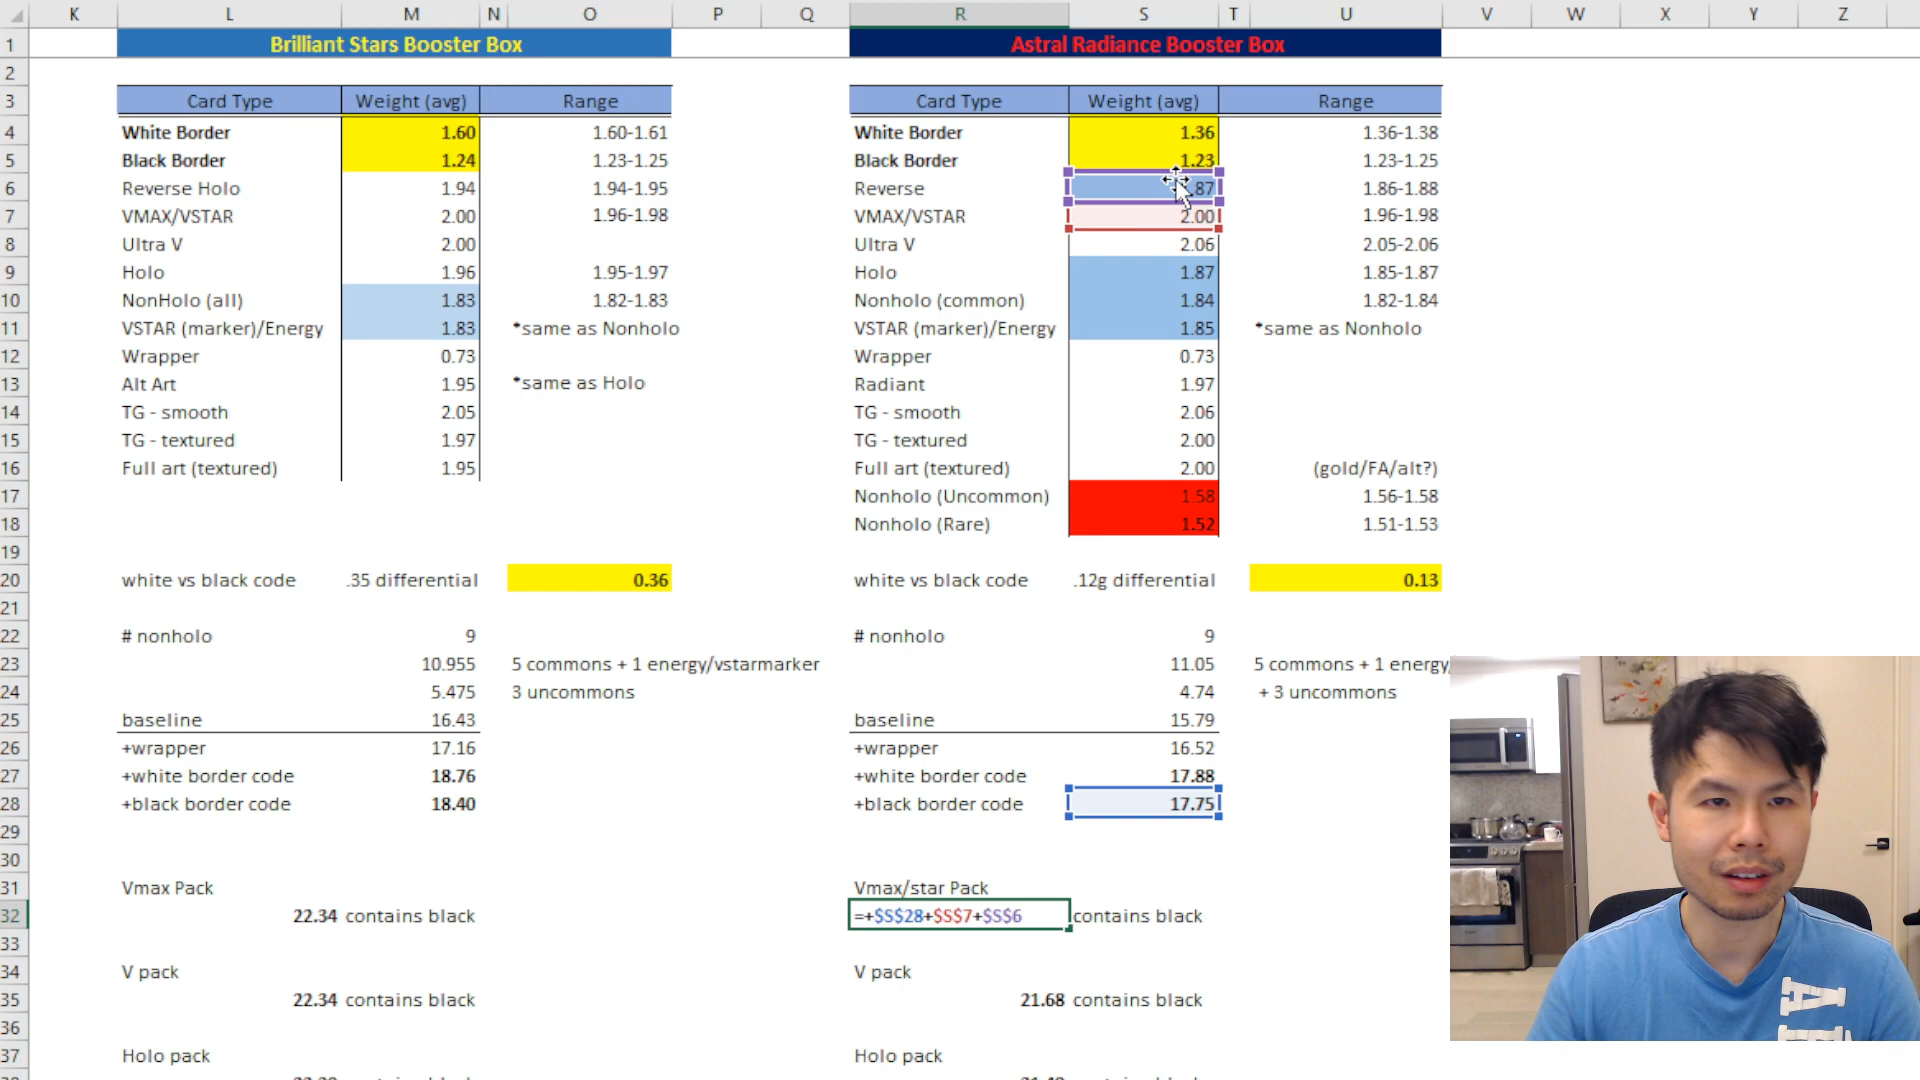 K L M N O P Q R S T U V W X Y Z
1 Brilliant Stars Booster Box Astral Radiance Booster Box
2
3 Card Type Weight (avg) Range Card Type Weight (avg) Range
4 White Border 1.60 1.60-1.61 White Border 1.36 1.36-1.38
5 Black Border 1.24 1.23-1.25 Black Border 1.23 1.23-1.25
6 Reverse Holo 1.94 1.94-1.95 Reverse .87 1.86-1.88
7 VMAX/VSTAR 2.00 1.96-1.98 VMAX/VSTAR 2.00 1.96-1.98
8 Ultra V 2.00 Ultra V 2.06 2.05-2.06
9 Holo 1.96 1.95-1.97 Holo 1.87 1.85-1.87
10 NonHolo (all) 1.83 1.82-1.83 Nonholo (common) 1.84 1.82-1.84
11 VSTAR (marker)/Energy 1.83 *same as Nonholo VSTAR (marker)/Energy 1.85 *same as Nonholo
12 Wrapper 0.73 Wrapper 0.73
13 Alt Art 1.95 *same as Holo Radiant 1.97
14 TG - smooth 2.05 TG - smooth 2.06
15 TG - textured 1.97 TG - textured 2.00
16 Full art (textured) 1.95 Full art (textured) 2.00 (gold/FA/alt?)
17 Nonholo (Uncommon) 1.58 1.56-1.58
18 Nonholo (Rare) 1.52 1.51-1.53
19
20 white vs black code .35 differential 0.36 white vs black code .12g differential 0.13
21
22 # nonholo 9 # nonholo 9
23 10.955 5 commons + 1 energy/vstarmarker 11.05 5 commons + 1 energy/
24 5.475 3 uncommons 4.74 + 3 uncommons
25 baseline 16.43 baseline 15.79
26 +wrapper 17.16 +wrapper 16.52
27 +white border code 18.76 +white border code 17.88
28 +black border code 18.40 +black border code 17.75
29
30
31 Vmax Pack Vmax/star Pack
32 22.34 contains black =+$S$28+$S$7+$S$6 contains black
33
34 V pack V pack
35 22.34 contains black 21.68 contains black
36
37 Holo pack Holo pack